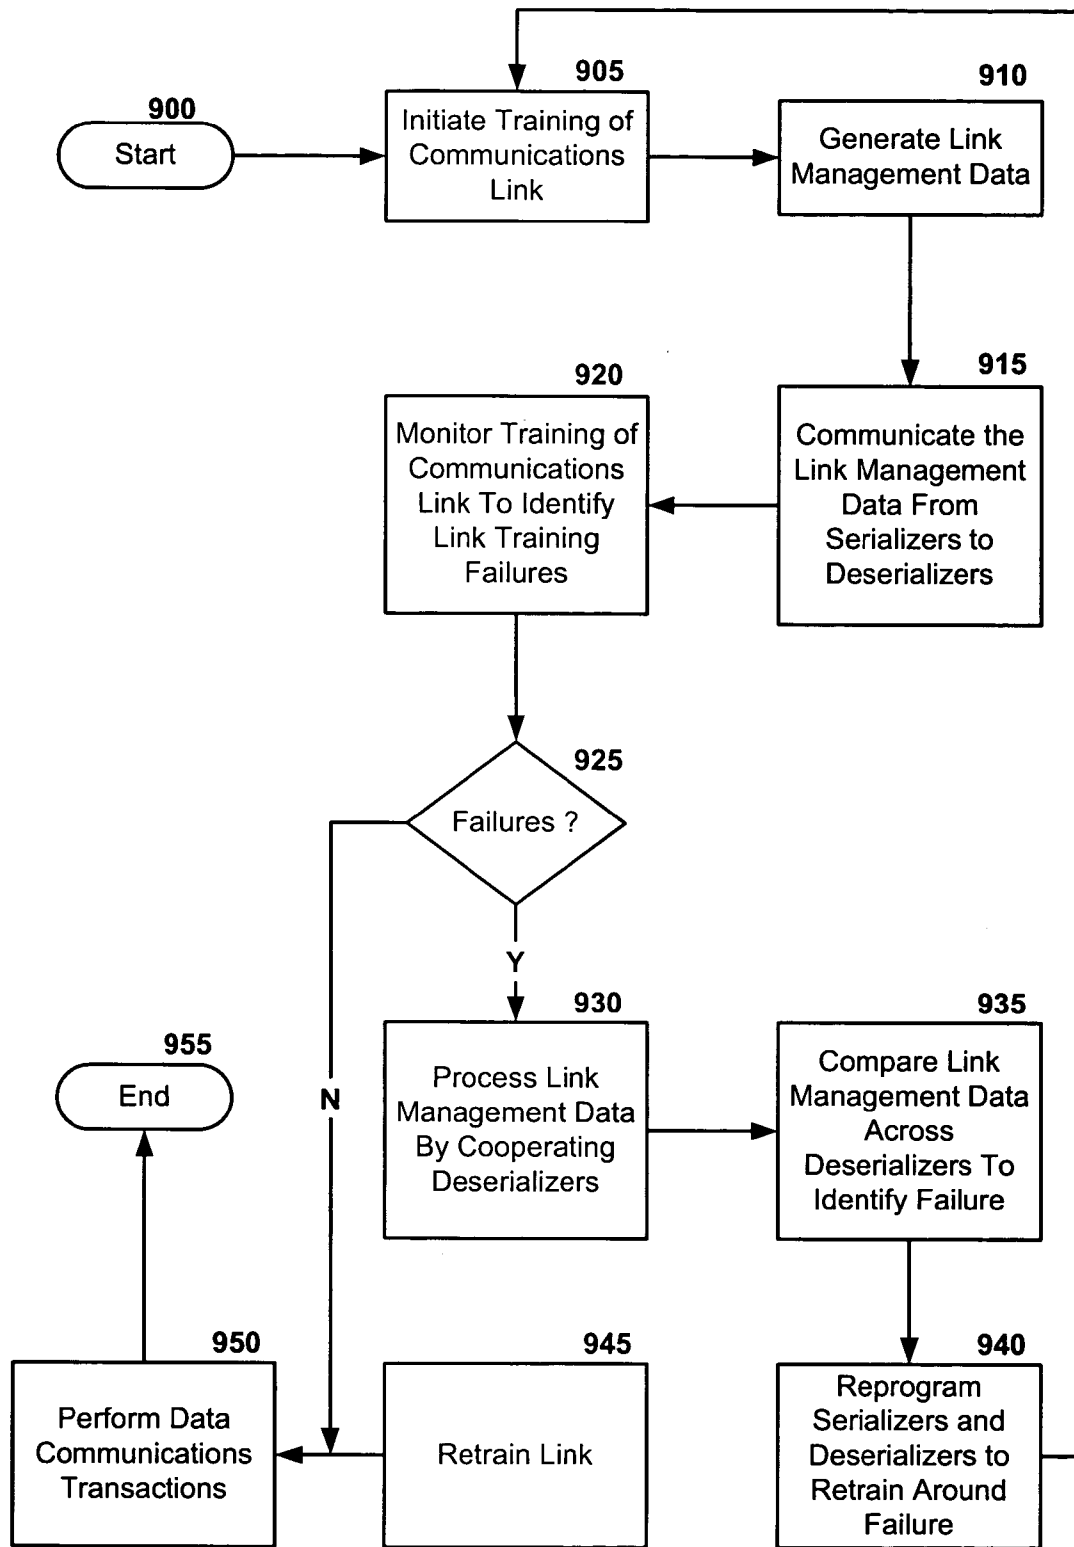 900
Start
905
Initiate Training of
Communications
Link
910
Generate Link
Management Data
915
Communicate the
Link Management
Data From
Serializers to
Deserializers
920
Monitor Training of
Communications
Link To Identify
Link Training
Failures
925
Failures ?
Y
N
930
Process Link
Management Data
By Cooperating
Deserializers
935
Compare Link
Management Data
Across
Deserializers To
Identify Failure
940
Reprogram
Serializers and
Deserializers to
Retrain Around
Failure
945
Retrain Link
950
Perform Data
Communications
Transactions
955
End